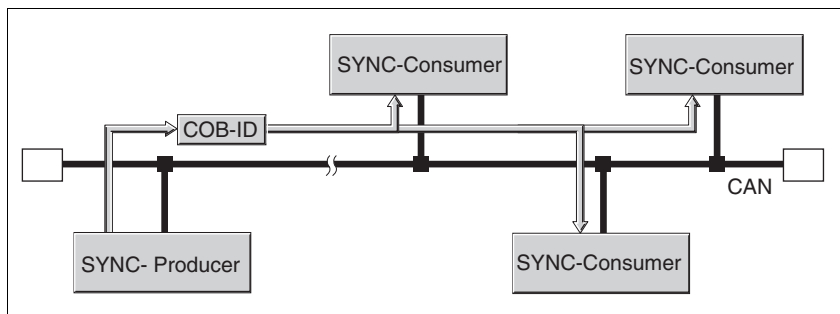 SYNC-Consumer
SYNC-Consumer
COB-ID
CAN
SYNC- Producer
SYNC-Consumer